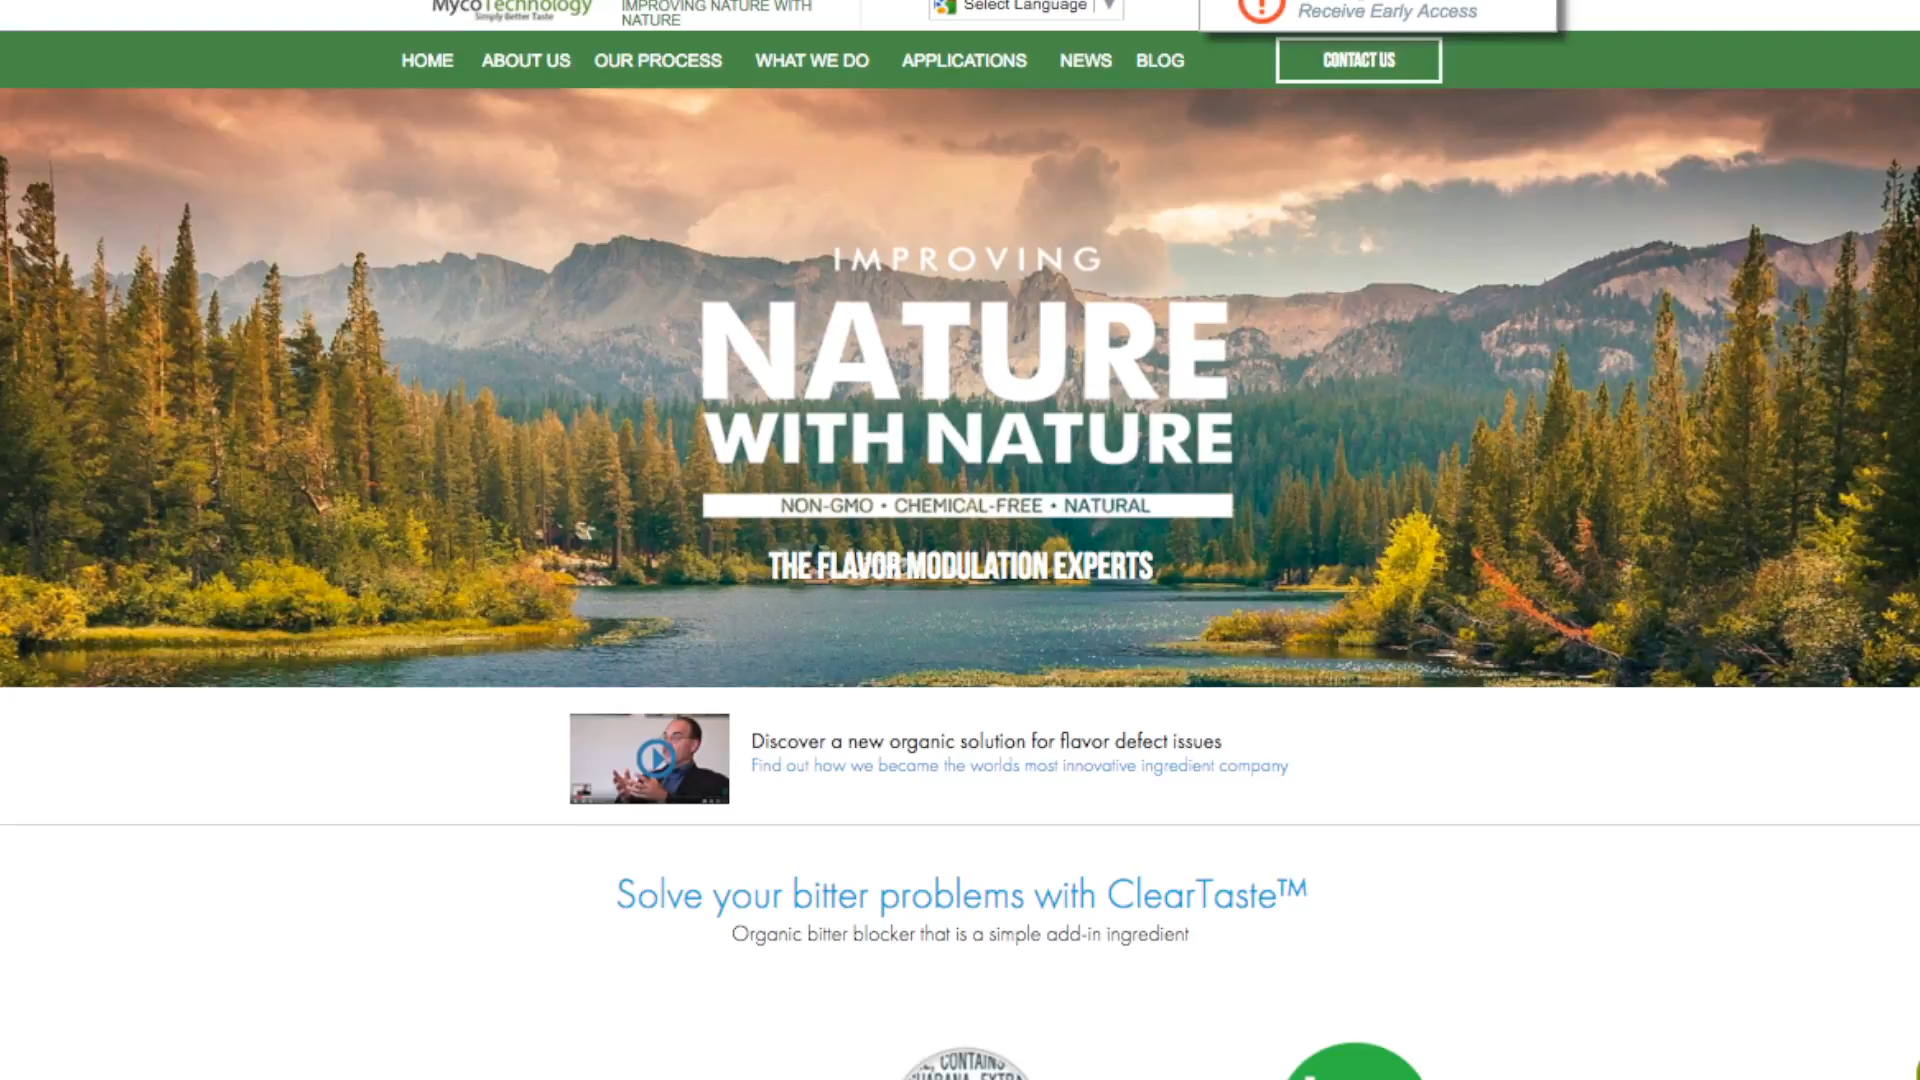 MycoTechnology
Simply Better Taste
IMPROVING NATURE WITH
NATURE
Select Language
Receive Early Access
HOME ABOUT US OUR PROCESS WHAT WE DO APPLICATIONS NEWS BLOG CONTACT US
IMPROVING
NATURE
WITH NATURE
NON-GMO • CHEMICAL-FREE • NATURAL
THE FLAVOR MODULATION EXPERTS
Discover a new organic solution for flavor defect issues
Find out how we became the worlds most innovative ingredient company
Solve your bitter problems with ClearTaste™
Organic bitter blocker that is a simple add-in ingredient
CONTAINS